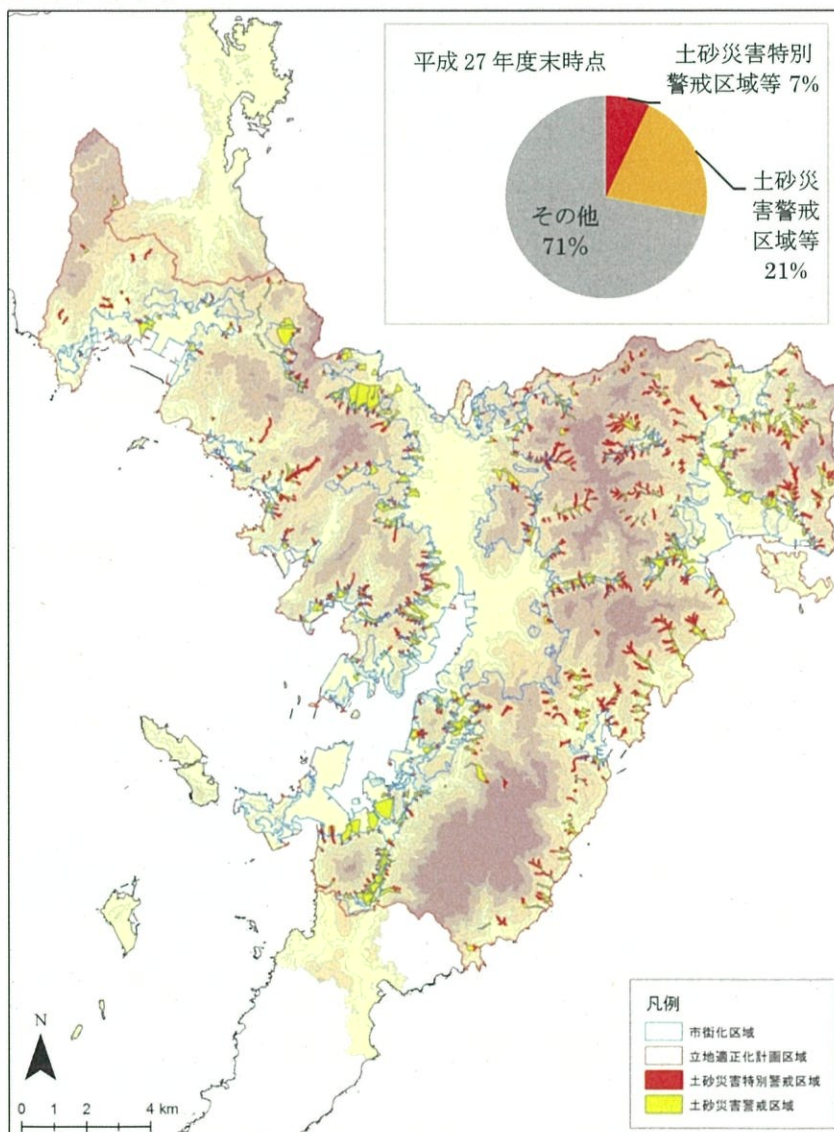 平成 27 年度末時点
土砂災害特別
警戒区域等 7%
土砂災
害警戒
区域等
21%
その他
71%
N
0 1 2 4 km
凡例
市街化区域
立地適正化計画区域
土砂災害特別警戒区域
土砂災害警戒区域